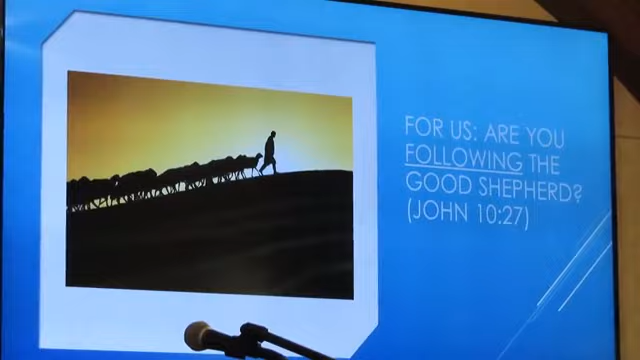 FOR US: ARE YOU
FOLLOWING THE
GOOD SHEPHERD?
(JOHN 10:27)